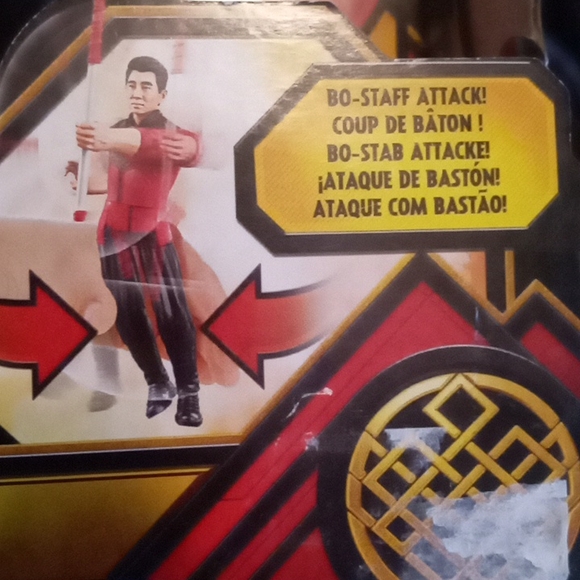 BO-STAFF ATTACK!
COUP DE BÂTON !
BO-STAB ATTACKE!
¡ATAQUE DE BASTÓN!
ATAQUE COM BASTÃO!